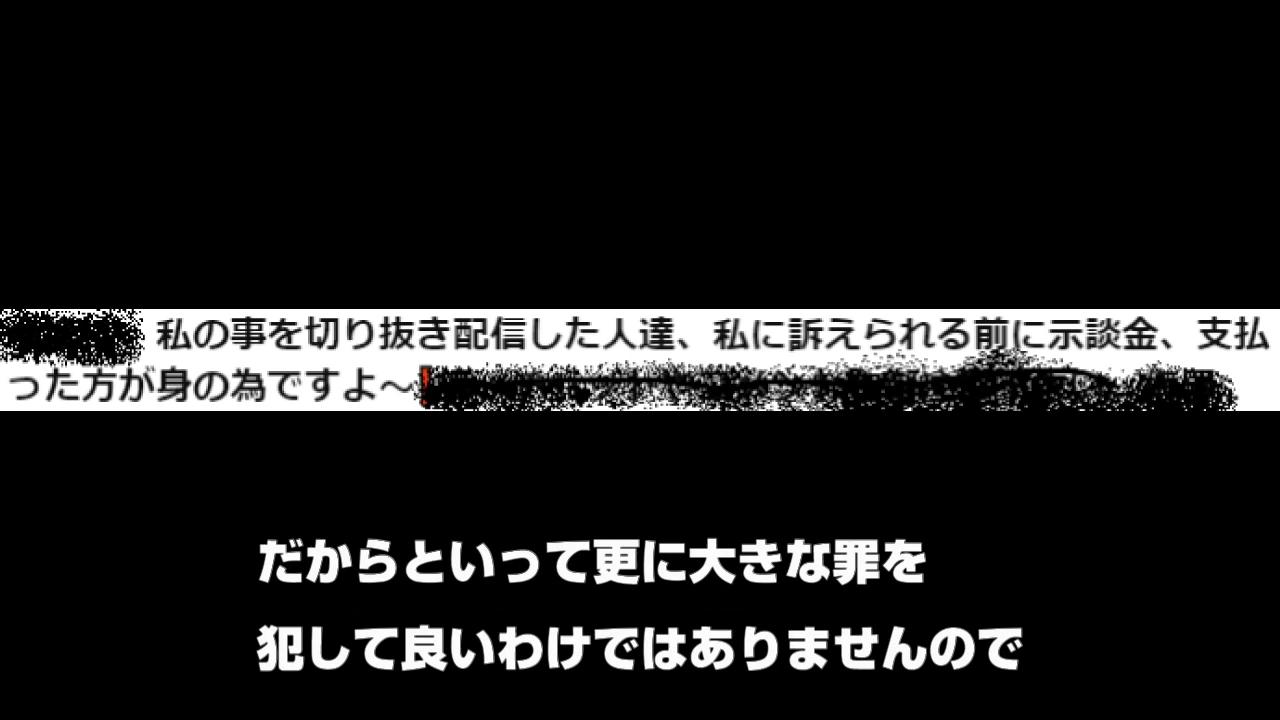 私の事を切り抜き配信した人達、私に訴えられる前に示談金、支払
った方が身の為ですよ～
だからといって更に大きな罪を
犯して良いわけではありませんので